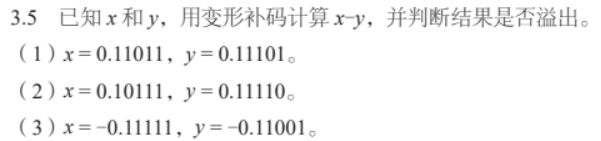 3.5 已知 x 和 y，用变形补码计算 x-y，并判断结果是否溢出。
（1）x = 0.11011，y = 0.11101。
（2）x = 0.10111，y = 0.11110。
（3）x = -0.11111，y = -0.11001。